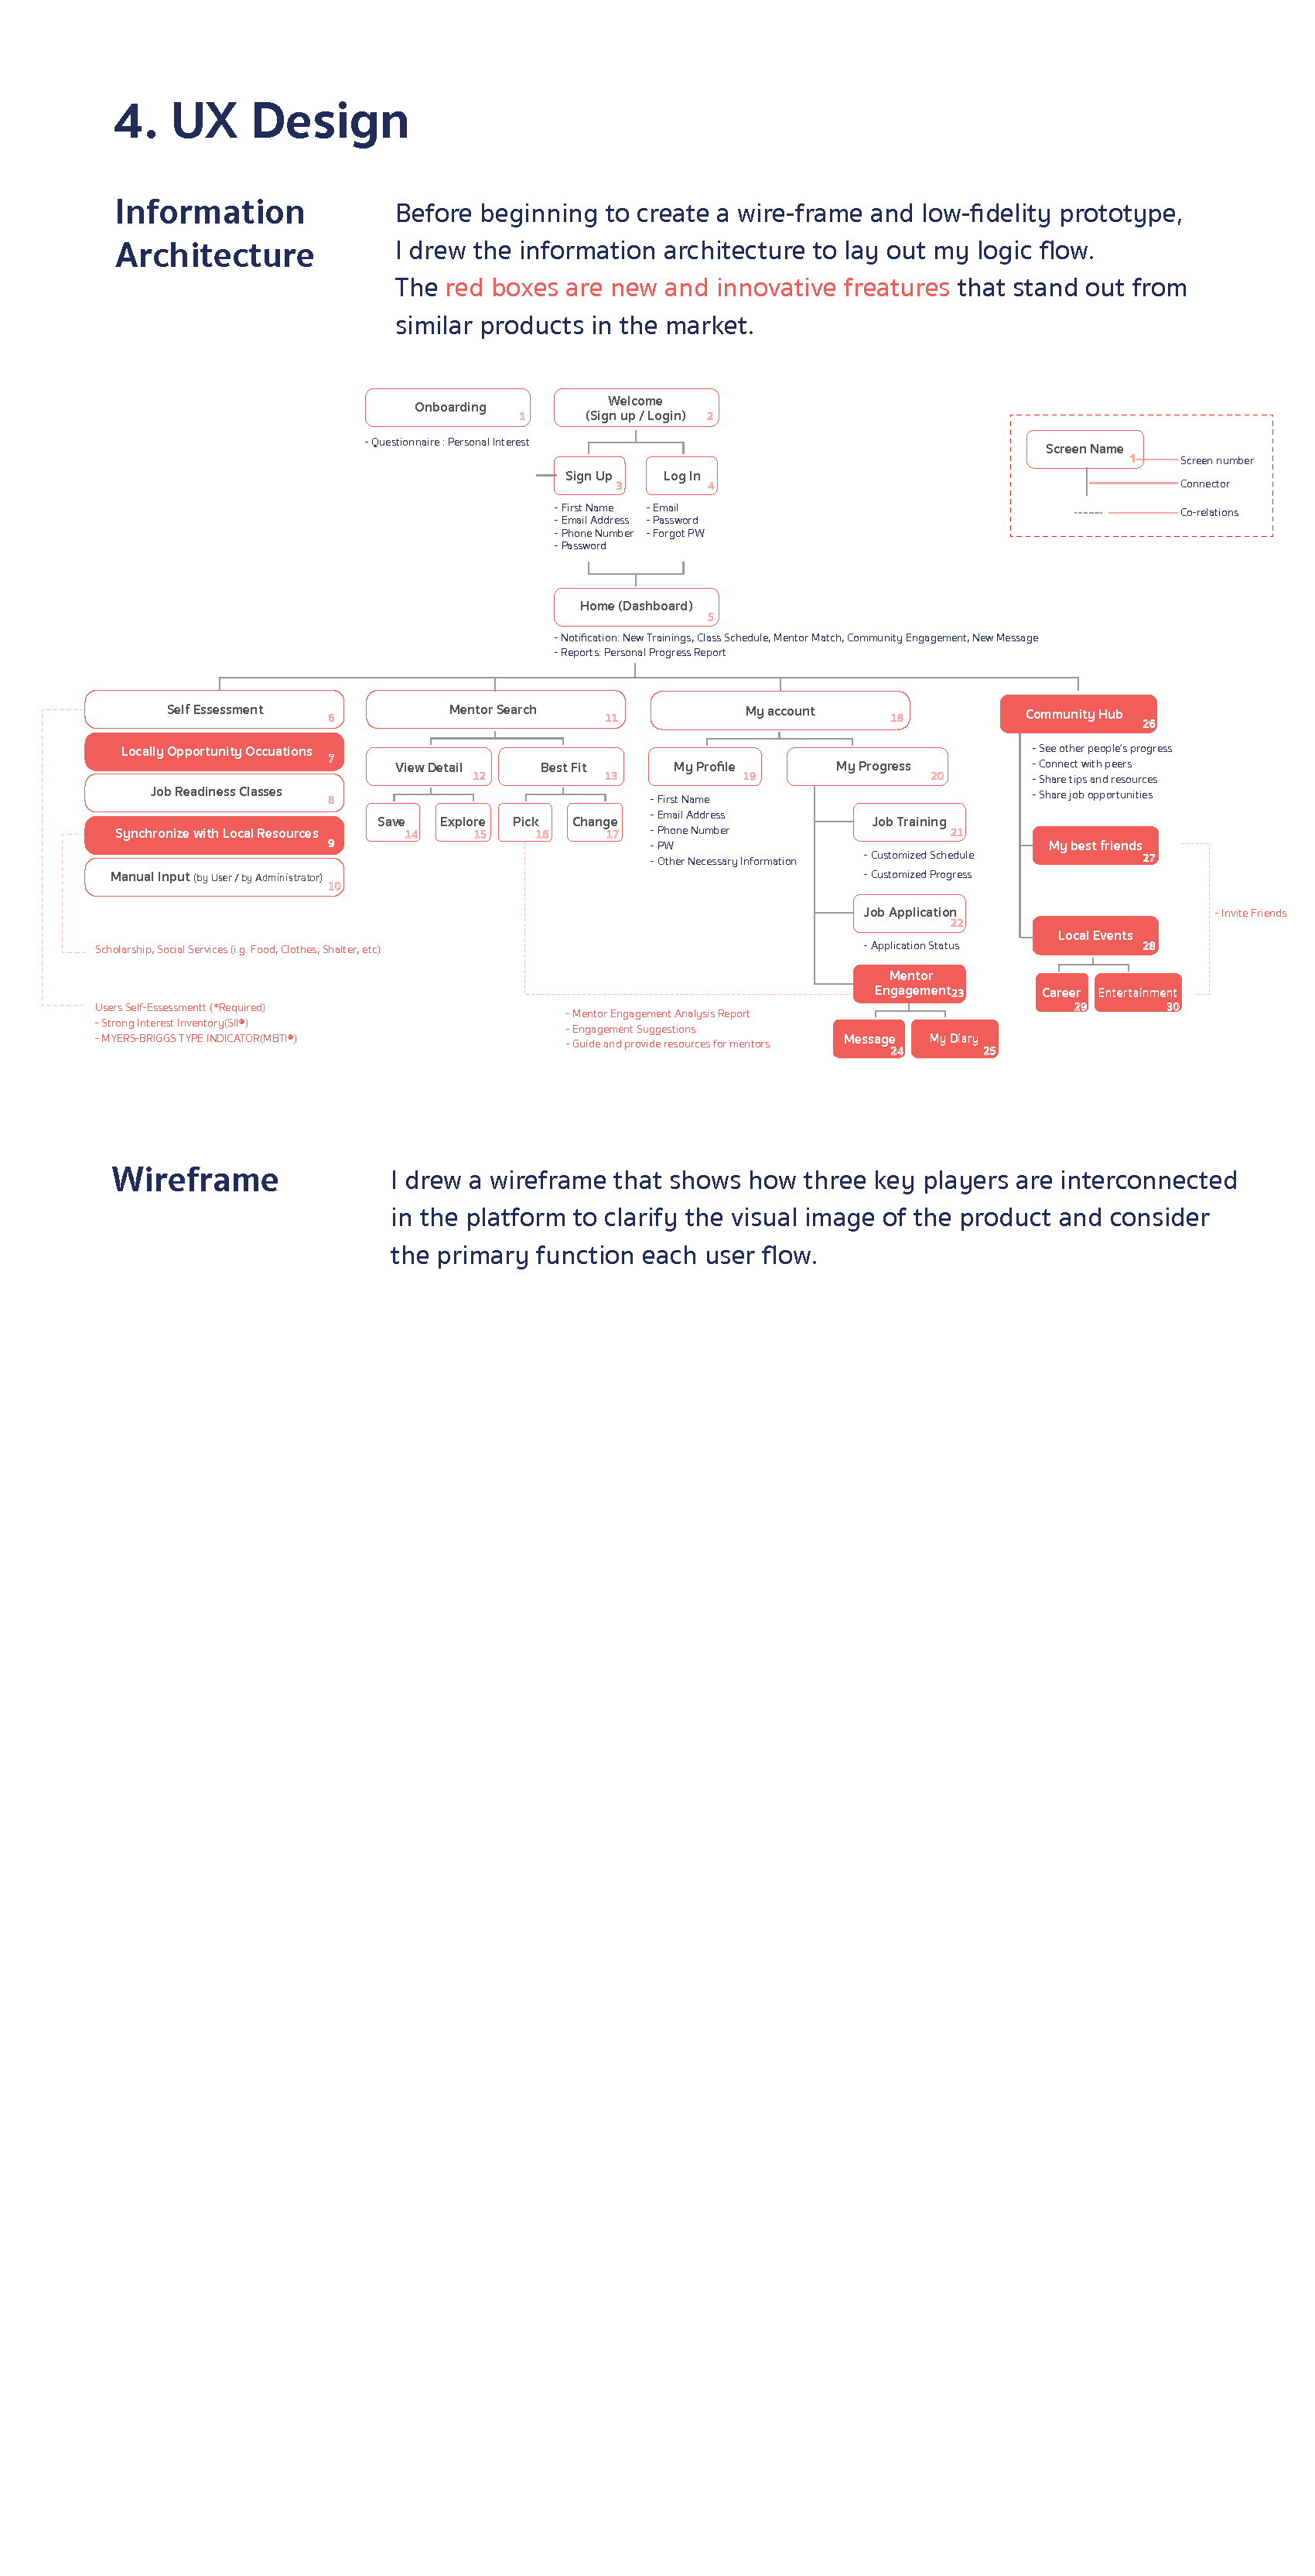 4. UX Design
Information
Architecture
Before beginning to create a wire-frame and low-fidelity prototype,
I drew the information architecture to lay out my logic flow.
The red boxes are new and innovative freatures that stand out from
similar products in the market.
Onboarding
1
- Questionnaire : Personal Interest
Welcome
(Sign up / Login)
2
Sign Up
3
Log In
4
- First Name
- Email Address
- Phone Number
- Password
- Email
- Password
- Forgot PW
Screen Name
1
Screen number
Connector
Co-relations
Home (Dashboard)
5
- Notification: New Trainings, Class Schedule, Mentor Match, Community Engagement, New Message
- Reports: Personal Progress Report
Self Essessment
6
Locally Opportunity Occuations
7
Job Readiness Classes
8
Synchronize with Local Resources
9
Manual Input (by User / by Administrator)
10
Scholarship, Social Services (i.g. Food, Clothes, Shalter, etc)
Users Self-Essessmentt (*Required)
- Strong Interest Inventory(SII®)
- MYERS-BRIGGS TYPE INDICATOR(MBTI®)
Mentor Search
11
View Detail
12
Best Fit
13
Save
14
Explore
15
Pick
16
Change
17
My account
18
My Profile
19
- First Name
- Email Address
- Phone Number
- PW
- Other Necessary Information
My Progress
20
Job Training
21
- Customized Schedule
- Customized Progress
Job Application
22
- Application Status
Mentor
Engagement
23
- Mentor Engagement Analysis Report
- Engagement Suggestions
- Guide and provide resources for mentors
Message
24
My Diary
25
Community Hub
26
- See other people's progress
- Connect with peers
- Share tips and resources
- Share job opportunities
My best friends
27
- Invite Friends
Local Events
28
Career
29
Entertainment
30
Wireframe
I drew a wireframe that shows how three key players are interconnected
in the platform to clarify the visual image of the product and consider
the primary function each user flow.